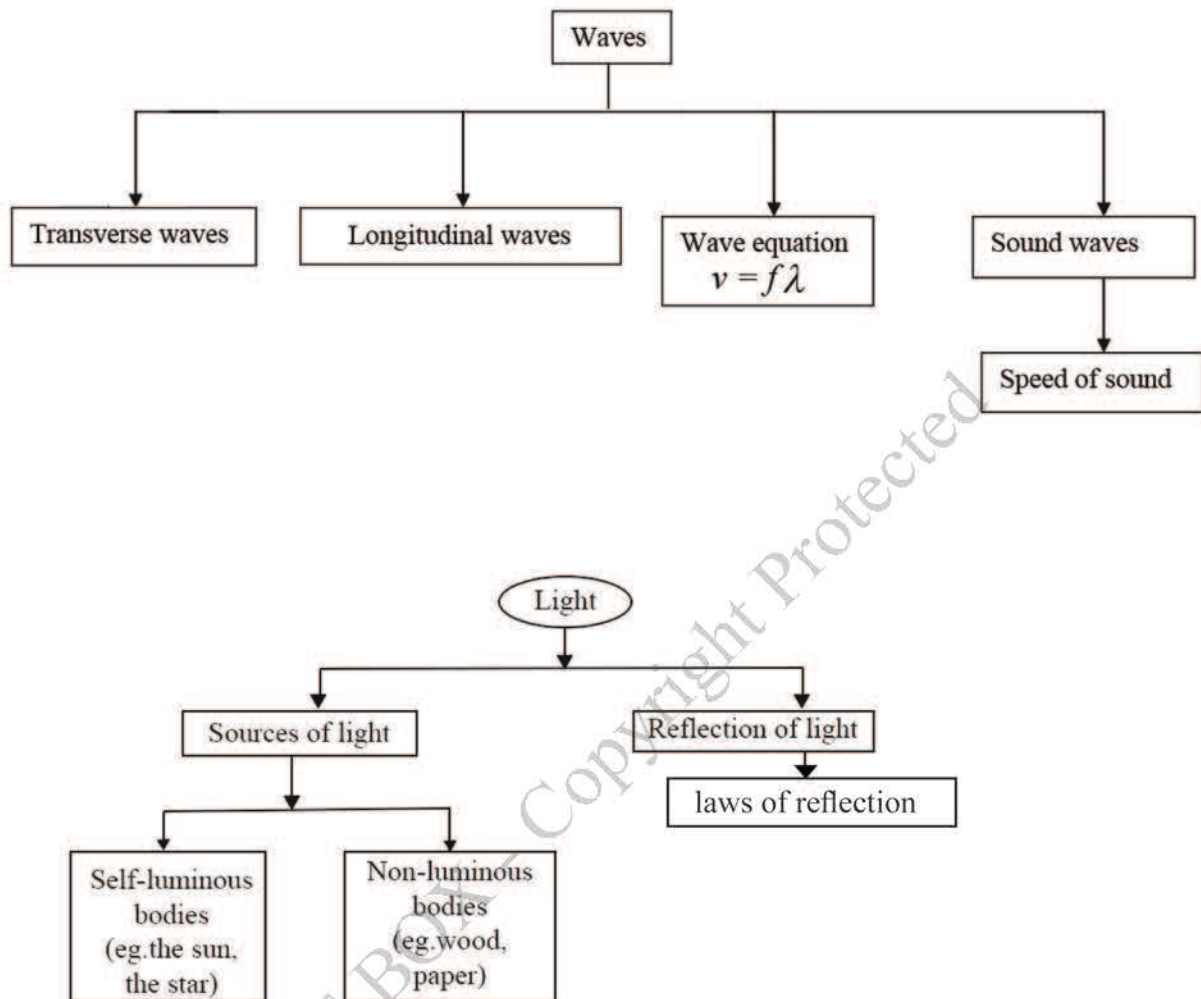 Waves
Transverse waves
Longitudinal waves
Wave equation
v = fλ
Sound waves
Speed of sound
Light
Sources of light
Reflection of light
laws of reflection
Self-luminous
bodies
(eg.the sun,
the star)
Non-luminous
bodies
(eg.wood,
paper)
BOX - Copyright Protected